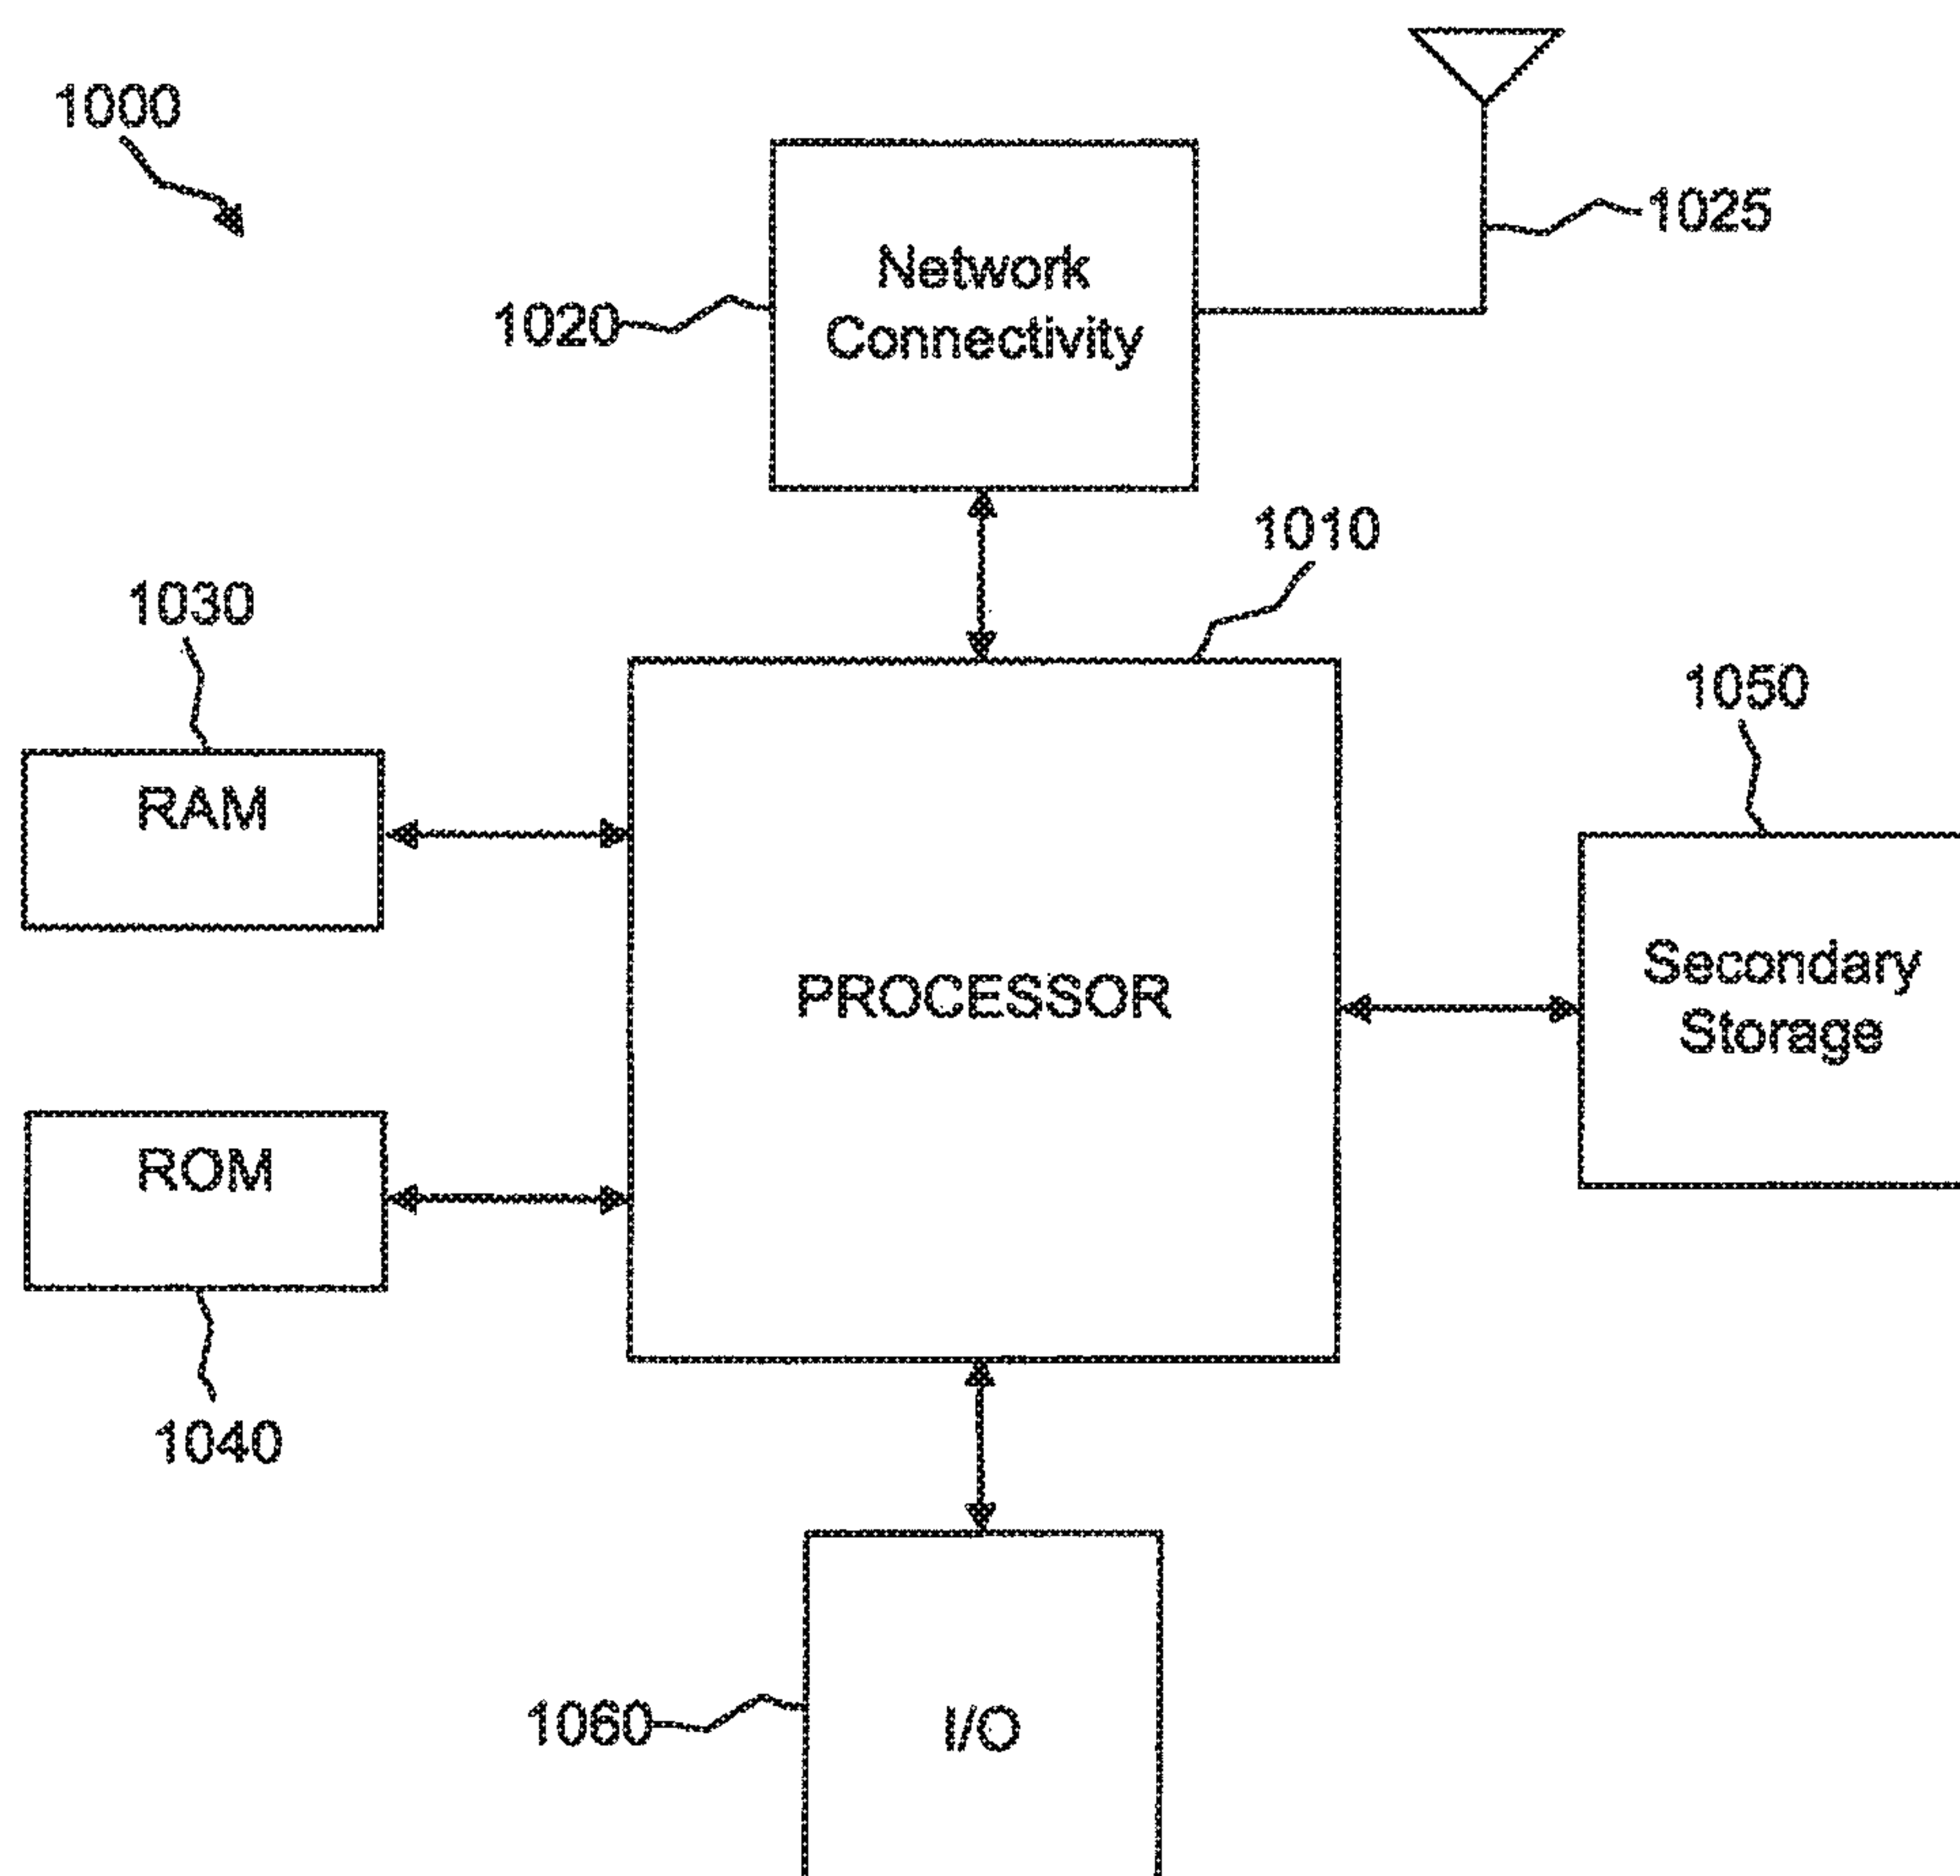 1000
1025
Network
Connectivity
1020
1010
1030
1050
RAM
PROCESSOR
Secondary
Storage
ROM
1040
1060
I/O